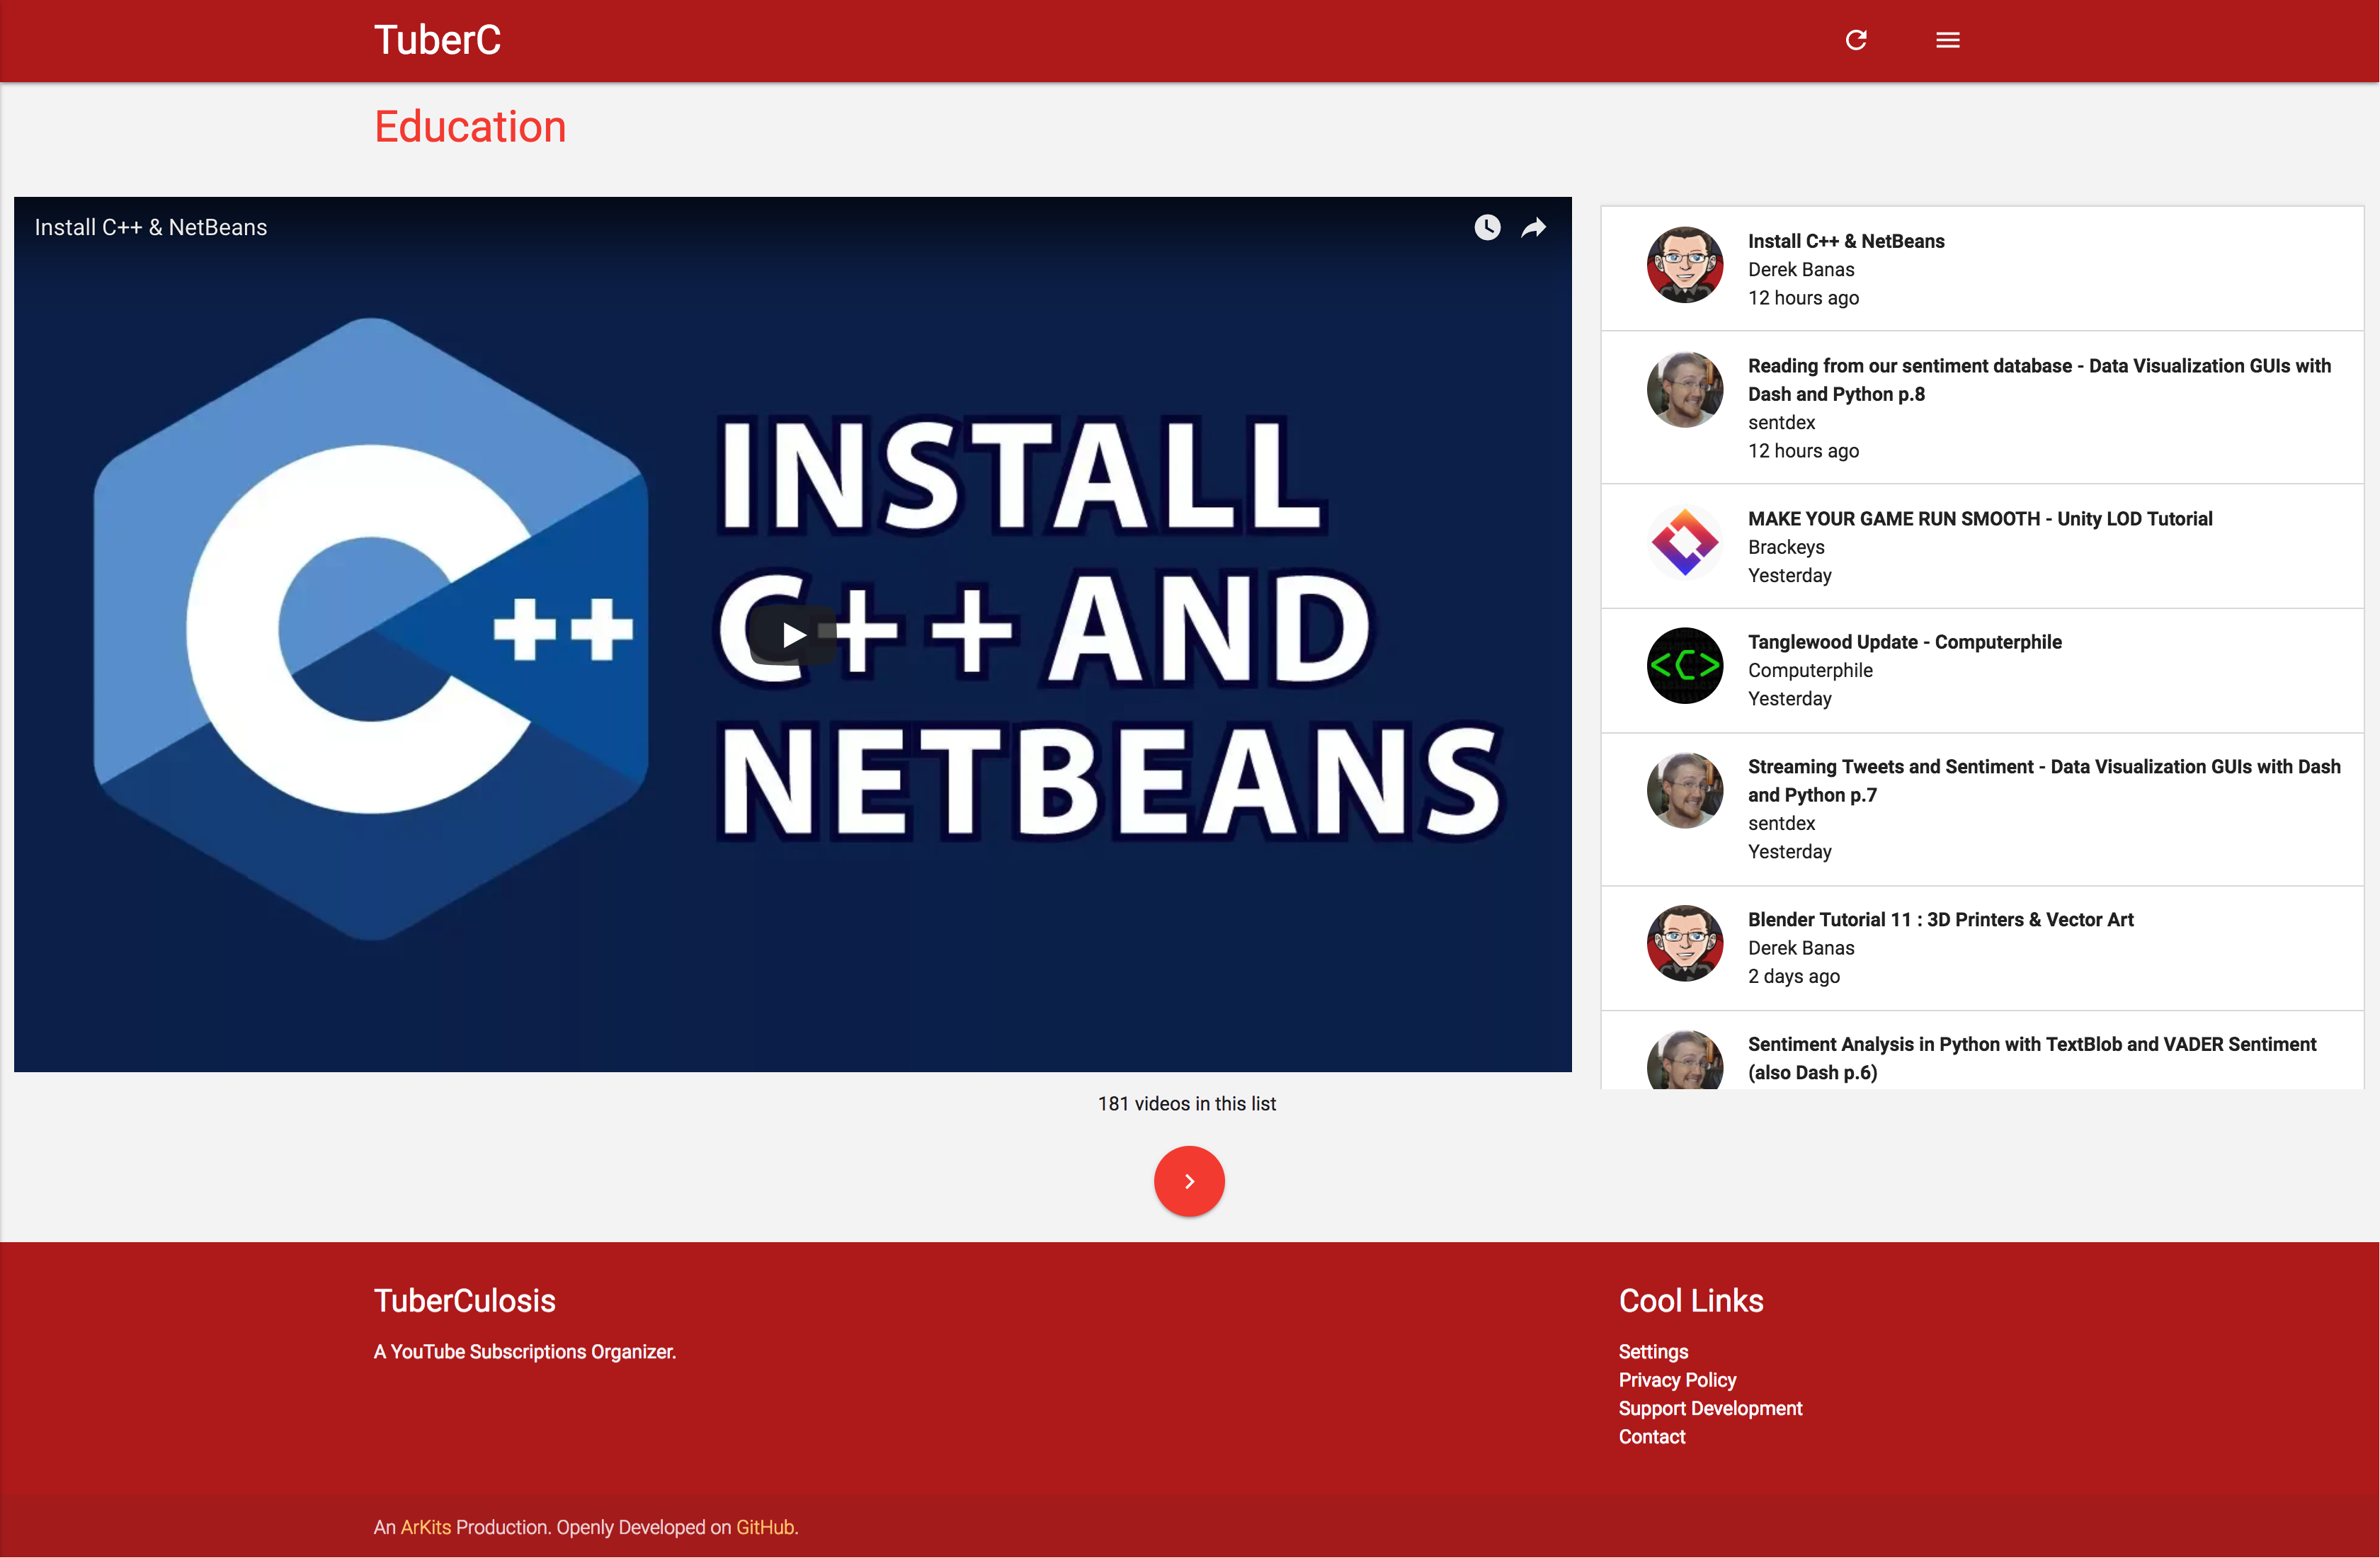 TuberC
Education
Install C++ & NetBeans
INSTALL
C++ AND
NETBEANS
++
Install C++ & NetBeans
Derek Banas
12 hours ago
Reading from our sentiment database - Data Visualization GUIs with
Dash and Python p.8
sentdex
12 hours ago
MAKE YOUR GAME RUN SMOOTH - Unity LOD Tutorial
Brackeys
Yesterday
<C>
Tanglewood Update - Computerphile
Computerphile
Yesterday
Streaming Tweets and Sentiment - Data Visualization GUIs with Dash
and Python p.7
sentdex
Yesterday
Blender Tutorial 11 : 3D Printers & Vector Art
Derek Banas
2 days ago
Sentiment Analysis in Python with TextBlob and VADER Sentiment
(also Dash p.6)
181 videos in this list
TuberCulosis
A YouTube Subscriptions Organizer.
Cool Links
Settings
Privacy Policy
Support Development
Contact
An ArKits Production. Openly Developed on GitHub.